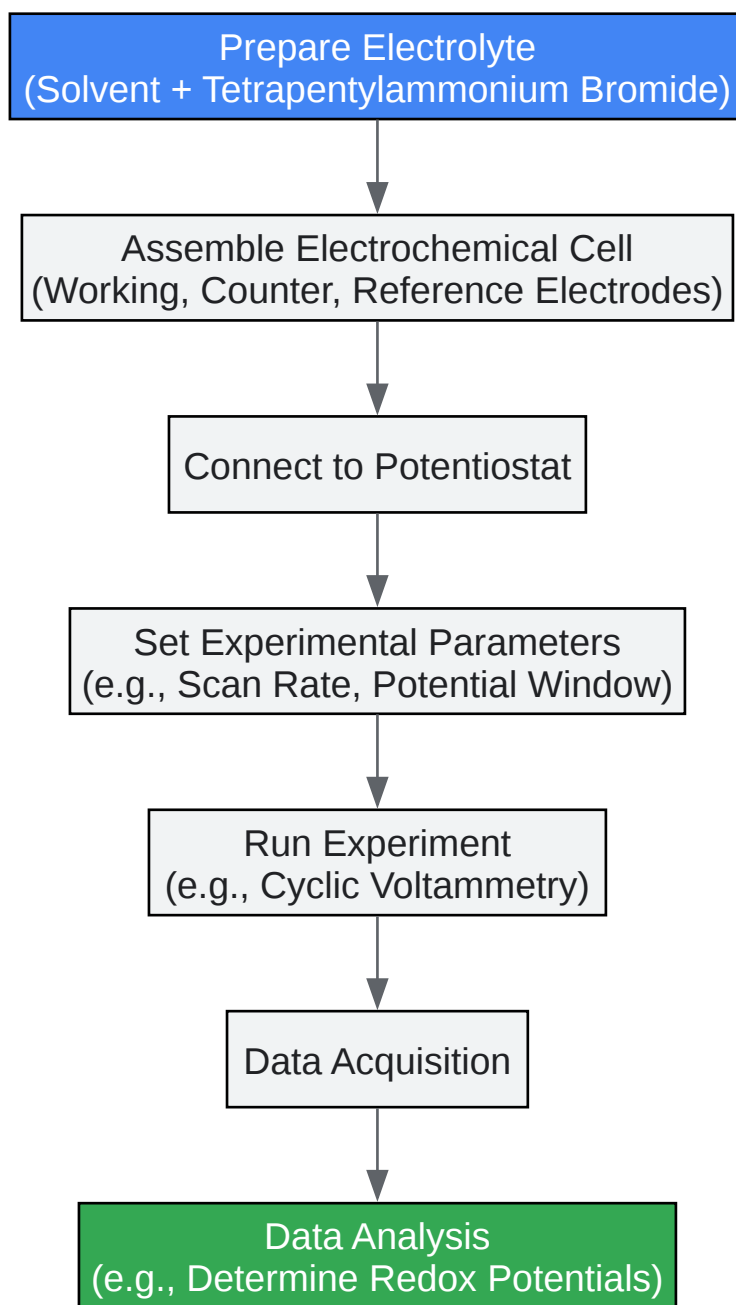 Prepare Electrolyte
(Solvent + Tetrapentylammonium Bromide)
Assemble Electrochemical Cell
(Working, Counter, Reference Electrodes)
Connect to Potentiostat
Set Experimental Parameters
(e.g., Scan Rate, Potential Window)
Run Experiment
(e.g., Cyclic Voltammetry)
Data Acquisition
Data Analysis
(e.g., Determine Redox Potentials)